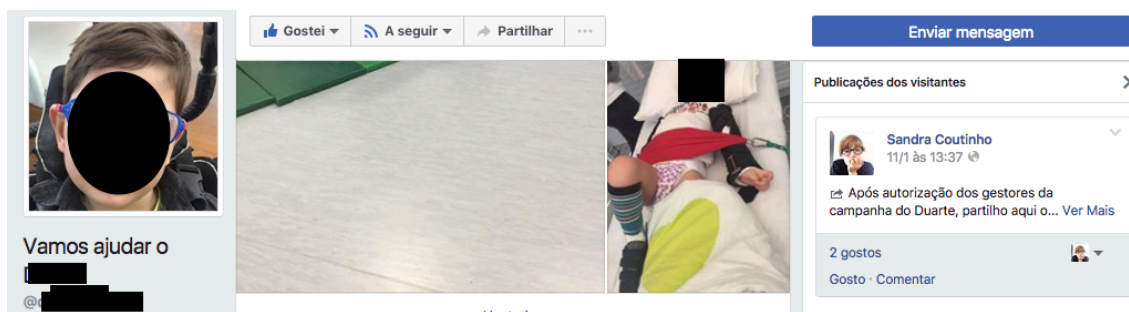 Gostei
A seguir
Partilhar
Enviar mensagem
Publicações dos visitantes
Sandra Coutinho
11/1 às 13:37
Após autorização dos gestores da
campanha do Duarte, partilho aqui o... Ver Mais
2 gostos
Gosto · Comentar
Vamos ajudar o